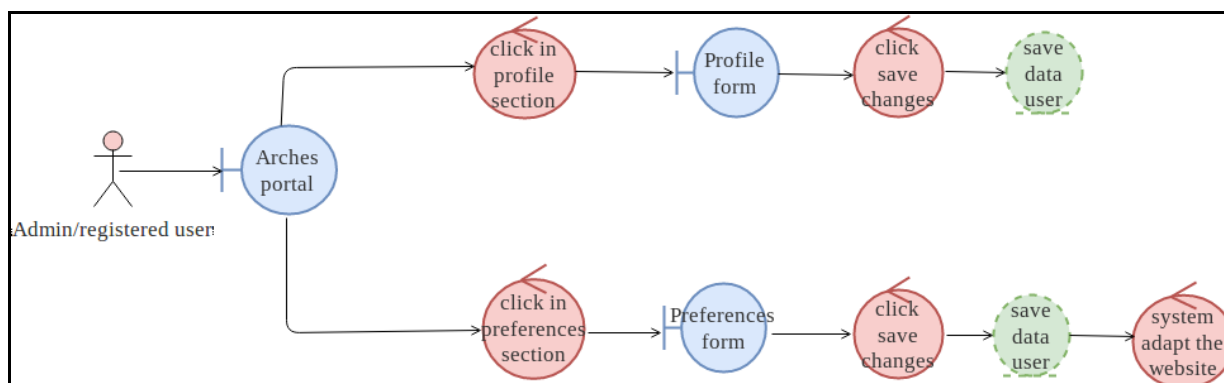 click in
profile
section
Profile
form
click
save
changes
save
data
user
Arches
portal
Admin/registered user
click in
preferences
section
Preferences
form
click
save
changes
save
data
user
system
adapt the
website